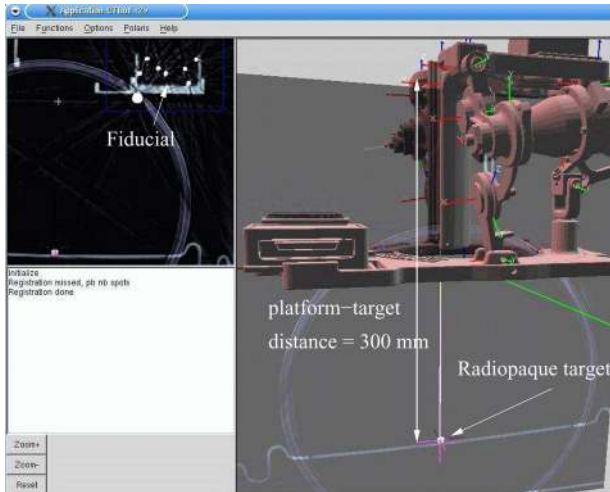 Application CTBot <2>
File Functions Options Polaris Help
Fiducial
Initialize
Registration missed, pb nb spots
Registration done
platform-target
distance = 300 mm
Radiopaque target
Zoom+
Zoom-
Reset